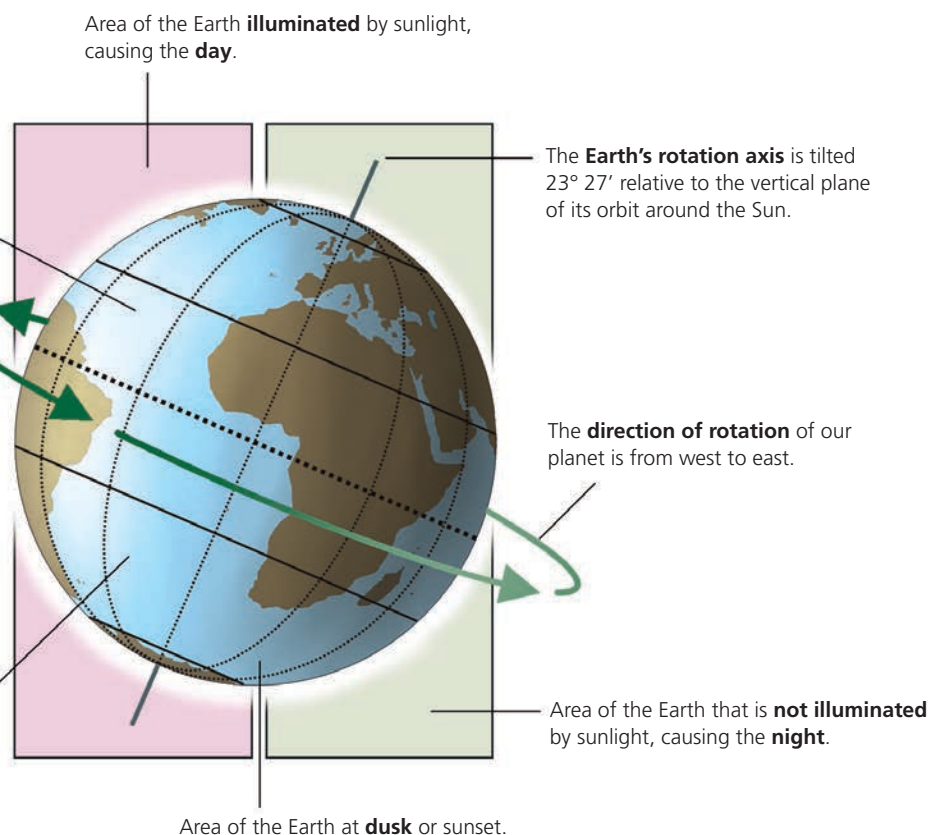 Area of the Earth illuminated by sunlight,
causing the day.
The Earth's rotation axis is tilted
23° 27’ relative to the vertical plane
of its orbit around the Sun.
The direction of rotation of our
planet is from west to east.
Area of the Earth that is not illuminated
by sunlight, causing the night.
Area of the Earth at dusk or sunset.